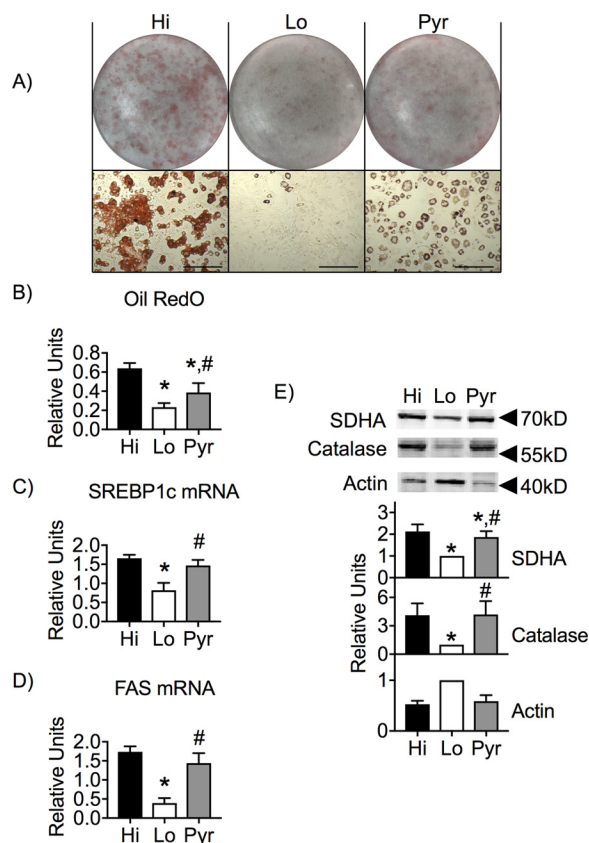 Hi Lo Pyr
A)
B)
Oil RedO
Relative Units
0.8
0.6
0.4
0.2
0.0
*
*,#
Hi Lo Pyr
C)
SREBP1c mRNA
Relative Units
2.0
1.5
1.0
0.5
0.0
*
#
Hi Lo Pyr
D)
FAS mRNA
Relative Units
2.0
1.5
1.0
0.5
0.0
*
#
Hi Lo Pyr
E)
Hi Lo Pyr
SDHA 70kD
Catalase 55kD
Actin 40kD
Relative Units
3
2
1
0
*
*,#
SDHA
6
3
0
*
#
Catalase
1
0
Actin
Hi Lo Pyr